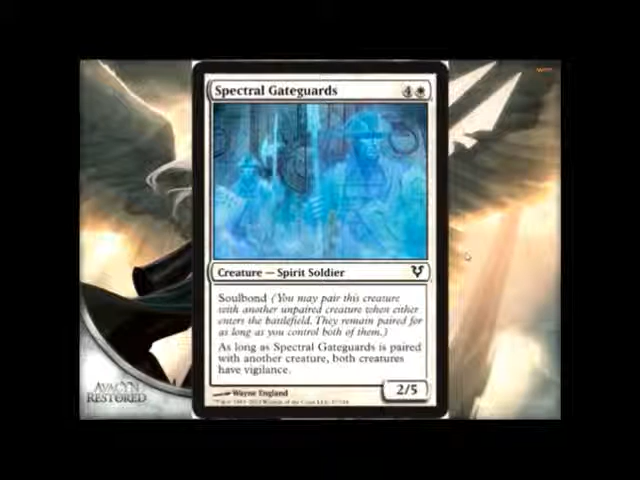 Spectral Gateguards 4
Creature — Spirit Soldier
Soulbond (You may pair this creature
with another unpaired creature when either
enters the battlefield. They remain paired for
as long as you control both of them.)
As long as Spectral Gateguards is paired
with another creature, both creatures
have vigilance.
2/5
Wayne England
AVACYN
RESTORED